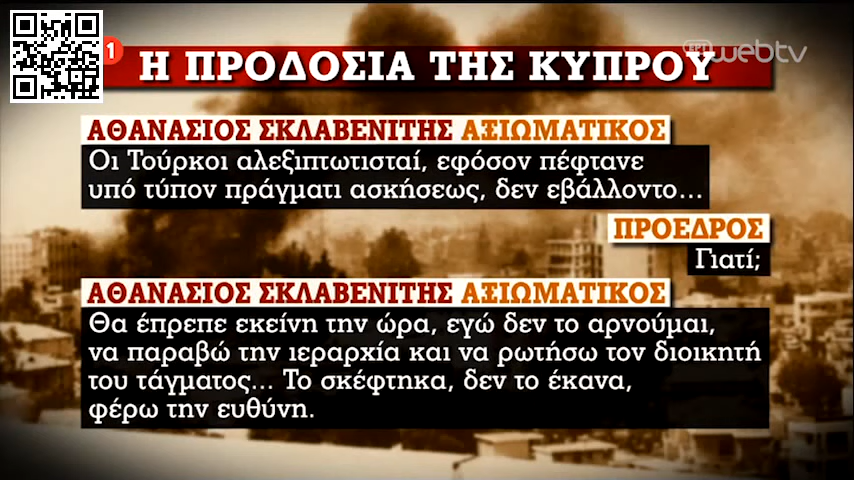 1
Η ΠΡΟΔΟΣΙΑ ΤΗΣ ΚΥΠΡΟΥ
ΕΡΤ webtv
ΑΘΑΝΑΣΙΟΣ ΣΚΛΑΒΕΝΙΤΗΣ ΑΞΙΩΜΑΤΙΚΟΣ
Οι Τούρκοι αλεξιπτωτισταί, εφόσον πέφτανε
υπό τύπον πράγματι ασκήσεως, δεν εβάλλοντο...
ΠΡΟΕΔΡΟΣ
Γιατί;
ΑΘΑΝΑΣΙΟΣ ΣΚΛΑΒΕΝΙΤΗΣ ΑΞΙΩΜΑΤΙΚΟΣ
Θα έπρεπε εκείνη την ώρα, εγώ δεν το αρνούμαι,
να παραβώ την ιεραρχία και να ρωτήσω τον διοικητή
του τάγματος... Το σκέφτηκα, δεν το έκανα,
φέρω την ευθύνη.